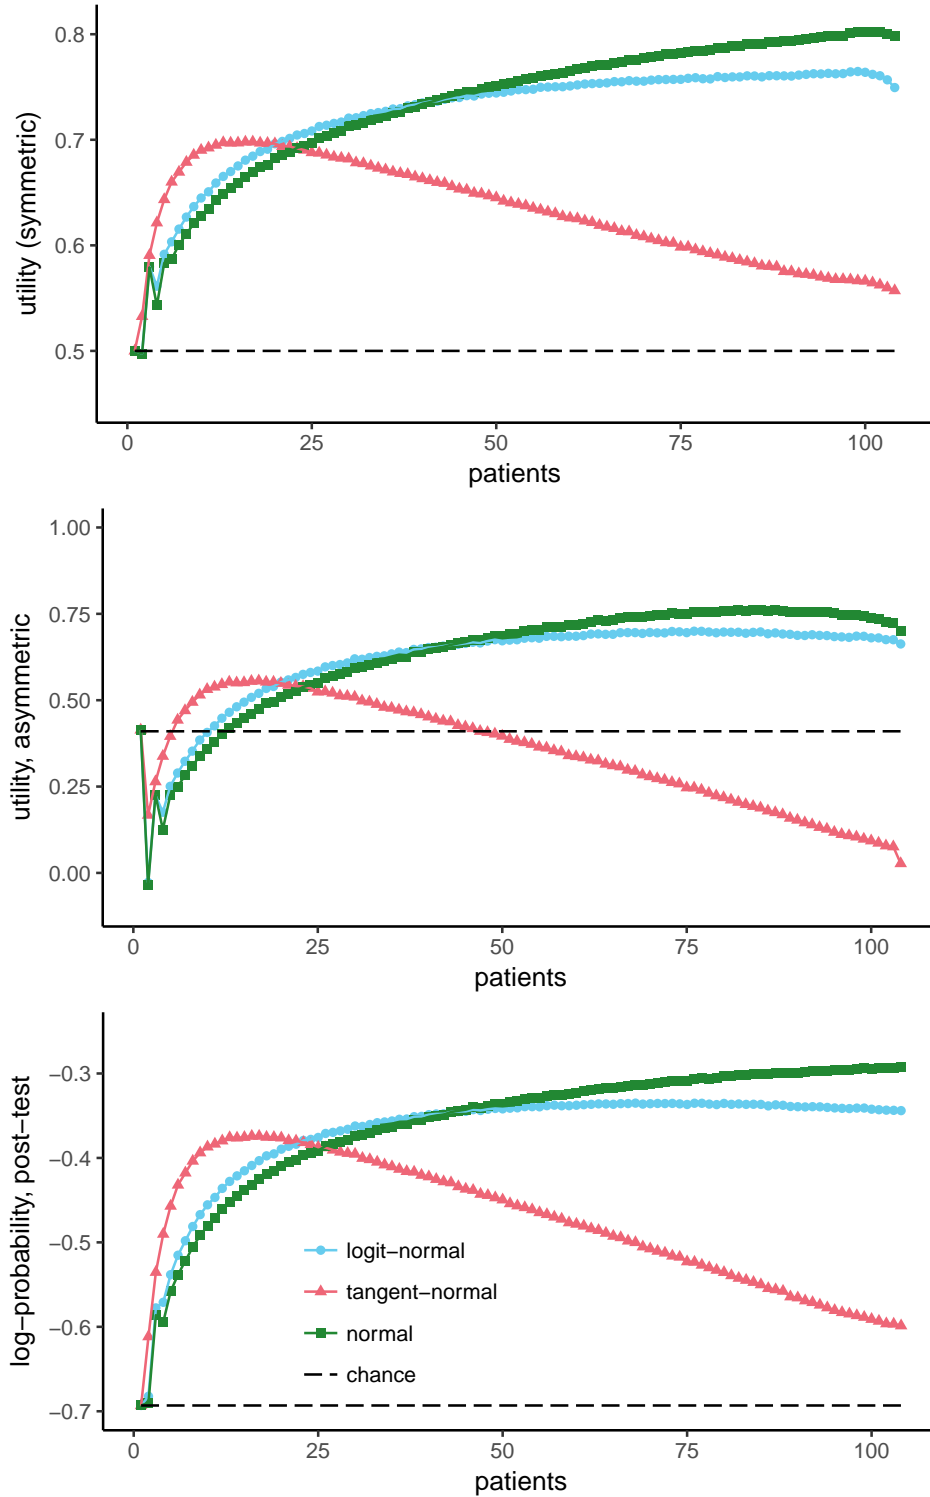 utility (symmetric)
0.8
0.7
0.6
0.5
0 25 50 75 100
patients
utility, asymmetric
1.00
0.75
0.50
0.25
0.00
0 25 50 75 100
patients
log−probability, post−test
−0.3
−0.4
−0.5
−0.6
−0.7
logit−normal
tangent−normal
normal
chance
0 25 50 75 100
patients